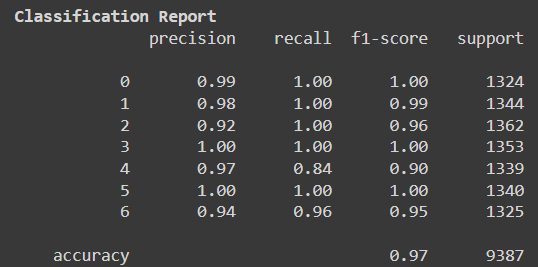 Classification Report
precision recall f1-score support
0 0.99 1.00 1.00 1324
1 0.98 1.00 0.99 1344
2 0.92 1.00 0.96 1362
3 1.00 1.00 1.00 1353
4 0.97 0.84 0.90 1339
5 1.00 1.00 1.00 1340
6 0.94 0.96 0.95 1325
accuracy 0.97 9387